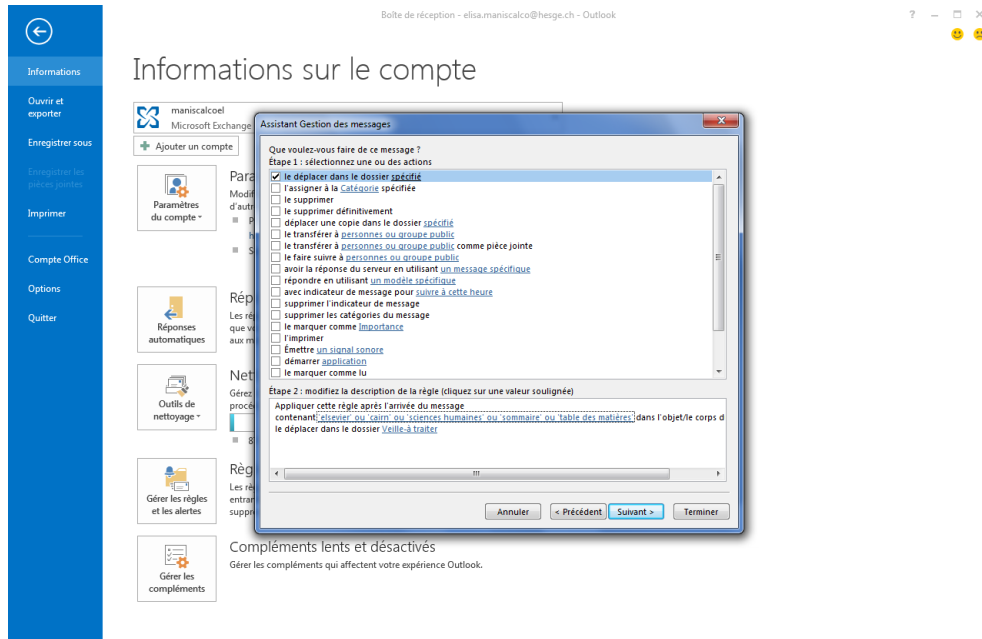 Boîte de réception - elisa.maniscalco@hesge.ch - Outlook
?
Informations
Ouvrir et
exporter
Enregistrer sous
Enregistrer les
pièces jointes
Imprimer
Compte Office
Options
Quitter
Informations sur le compte
maniscalcoel
Microsoft Exchange
Ajouter un compte
Paramètres
du compte
Para
Modif
d'autr
P
h
S
Réponses
automatiques
Rép
Les ré
que vo
aux m
Outils de
nettoyage
Net
Gérez
procé
8
Gérer les règles
et les alertes
Règ
Les rè
entran
suppr
Gérer les
compléments
Compléments lents et désactivés
Gérer les compléments qui affectent votre expérience Outlook.
Assistant Gestion des messages
Que voulez-vous faire de ce message ?
Étape 1 : sélectionnez une ou des actions
le déplacer dans le dossier spécifié
l'assigner à la Catégorie spécifiée
le supprimer
le supprimer définitivement
déplacer une copie dans le dossier spécifié
le transférer à personnes ou groupe public
le transférer à personnes ou groupe public comme pièce jointe
le faire suivre à personnes ou groupe public
avoir la réponse du serveur en utilisant un message spécifique
répondre en utilisant un modèle spécifique
avec indicateur de message pour suivre à cette heure
supprimer l'indicateur de message
supprimer les catégories du message
le marquer comme Importance
l'imprimer
Émettre un signal sonore
démarrer application
le marquer comme lu
Étape 2 : modifiez la description de la règle (cliquez sur une valeur soulignée)
Appliquer cette règle après l'arrivée du message
contenant 'elsevier' ou 'cairn' ou 'sciences humaines' ou 'sommaire' ou 'table des matières' dans l'objet/le corps d
le déplacer dans le dossier Veille-à traiter
Annuler
< Précédent
Suivant >
Terminer